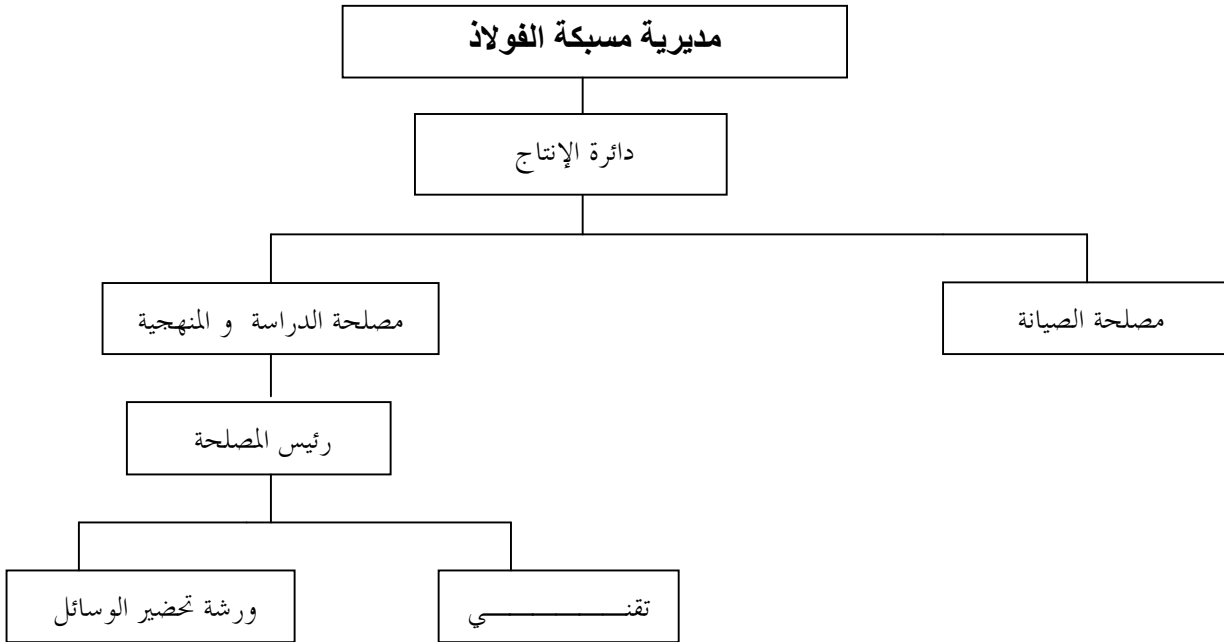 مديرية مسبكة الفولاذ
دائرة الإنتاج
مصلحة الصيانة
مصلحة الدراسة و المنهجية
رئيس المصلحة
تقنـــــــــــــي
ورشة تحضير الوسائل